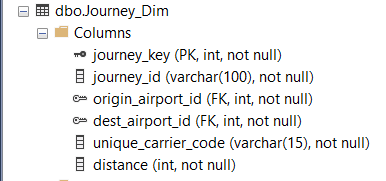 dbo.Journey_Dim
Columns
journey_key (PK, int, not null)
journey_id (varchar(100), not null)
origin_airport_id (FK, int, not null)
dest_airport_id (FK, int, not null)
unique_carrier_code (varchar(15), not null)
distance (int, not null)